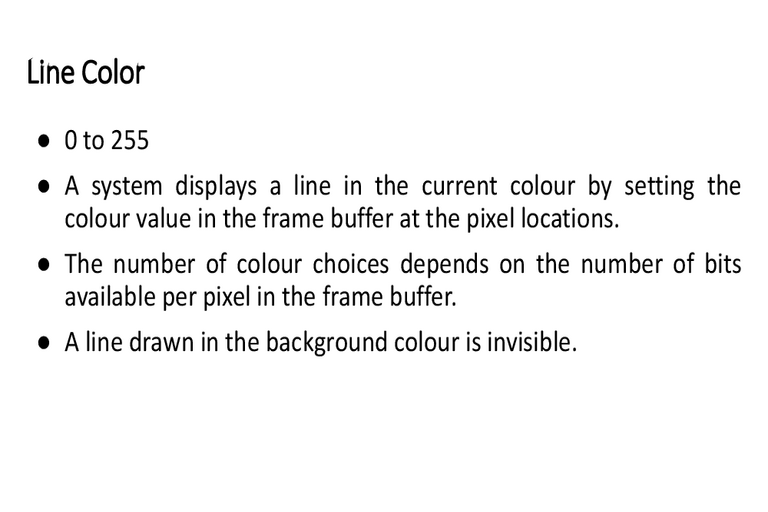 Line Color
● 0 to 255
● A system displays a line in the current colour by setting the
colour value in the frame buffer at the pixel locations.
● The number of colour choices depends on the number of bits
available per pixel in the frame buffer.
● A line drawn in the background colour is invisible.